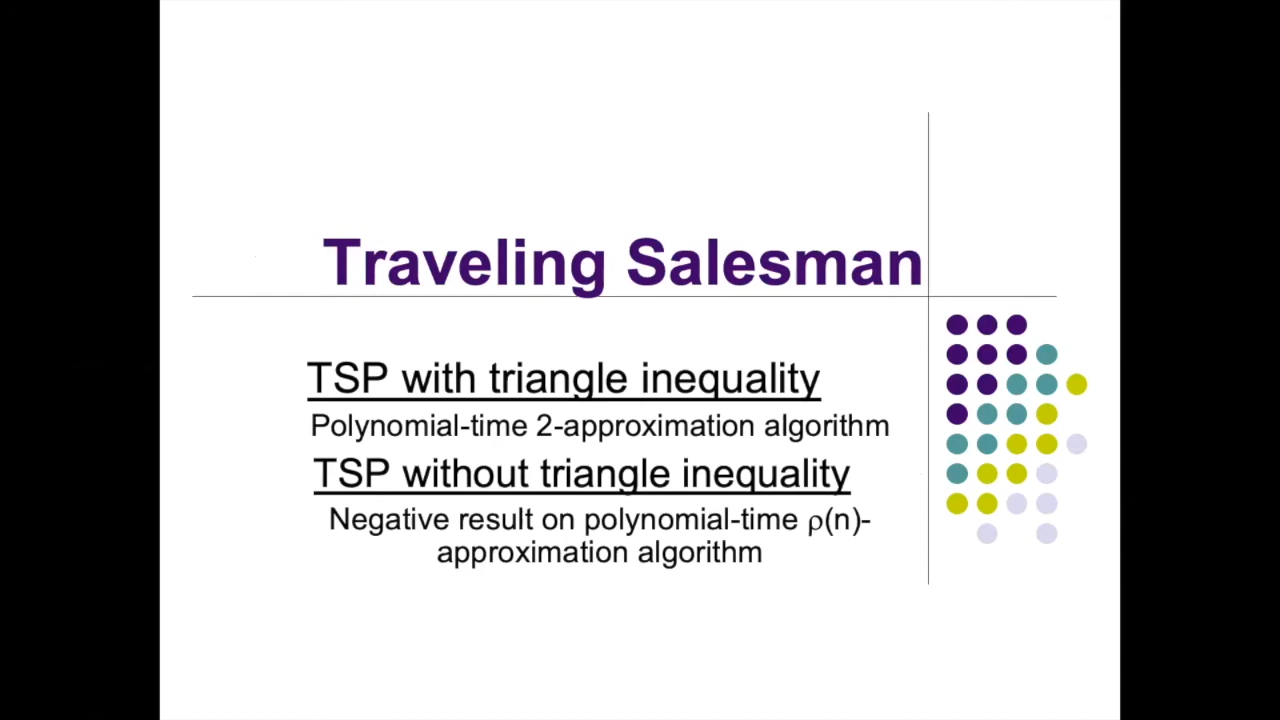 Traveling Salesman
TSP with triangle inequality
Polynomial-time 2-approximation algorithm
TSP without triangle inequality
Negative result on polynomial-time ρ(n)-
approximation algorithm